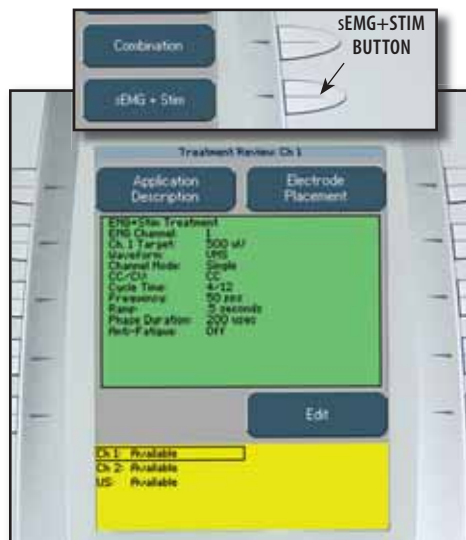 sEMG+STIM
BUTTON
Combination
sEMG + Stim
Treatment Review: Ch 1
Application
Description
Electrode
Placement
EMG+Stim Treatment
EMG Channel: 1
Ch. 1 Target: 500 uV
Waveform: VMS
Channel Mode: Single
CC/CV: CC
Cycle Time: 4/12
Frequency: 50 pps
Ramp: .5 seconds
Phase Duration: 200 usec
Anti-Fatigue: Off
Edit
Ch 1: Available
Ch 2: Available
US: Available